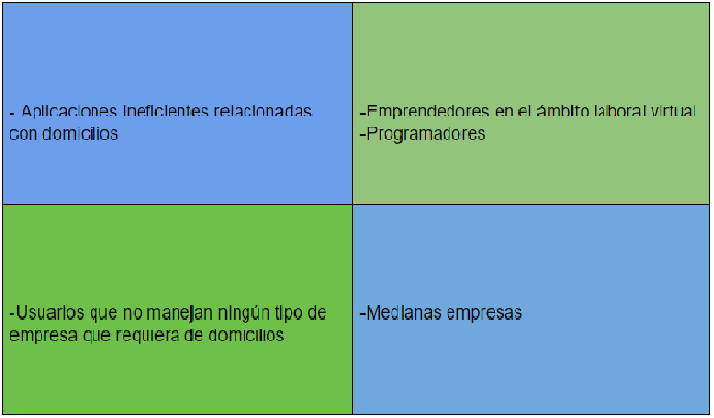 - Aplicaciones ineficientes relacionadas
con domicilios
-Emprendedores en el ámbito laboral virtual
-Programadores
-Usuarios que no manejan ningún tipo de
empresa que requiera de domicilios
-Medianas empresas